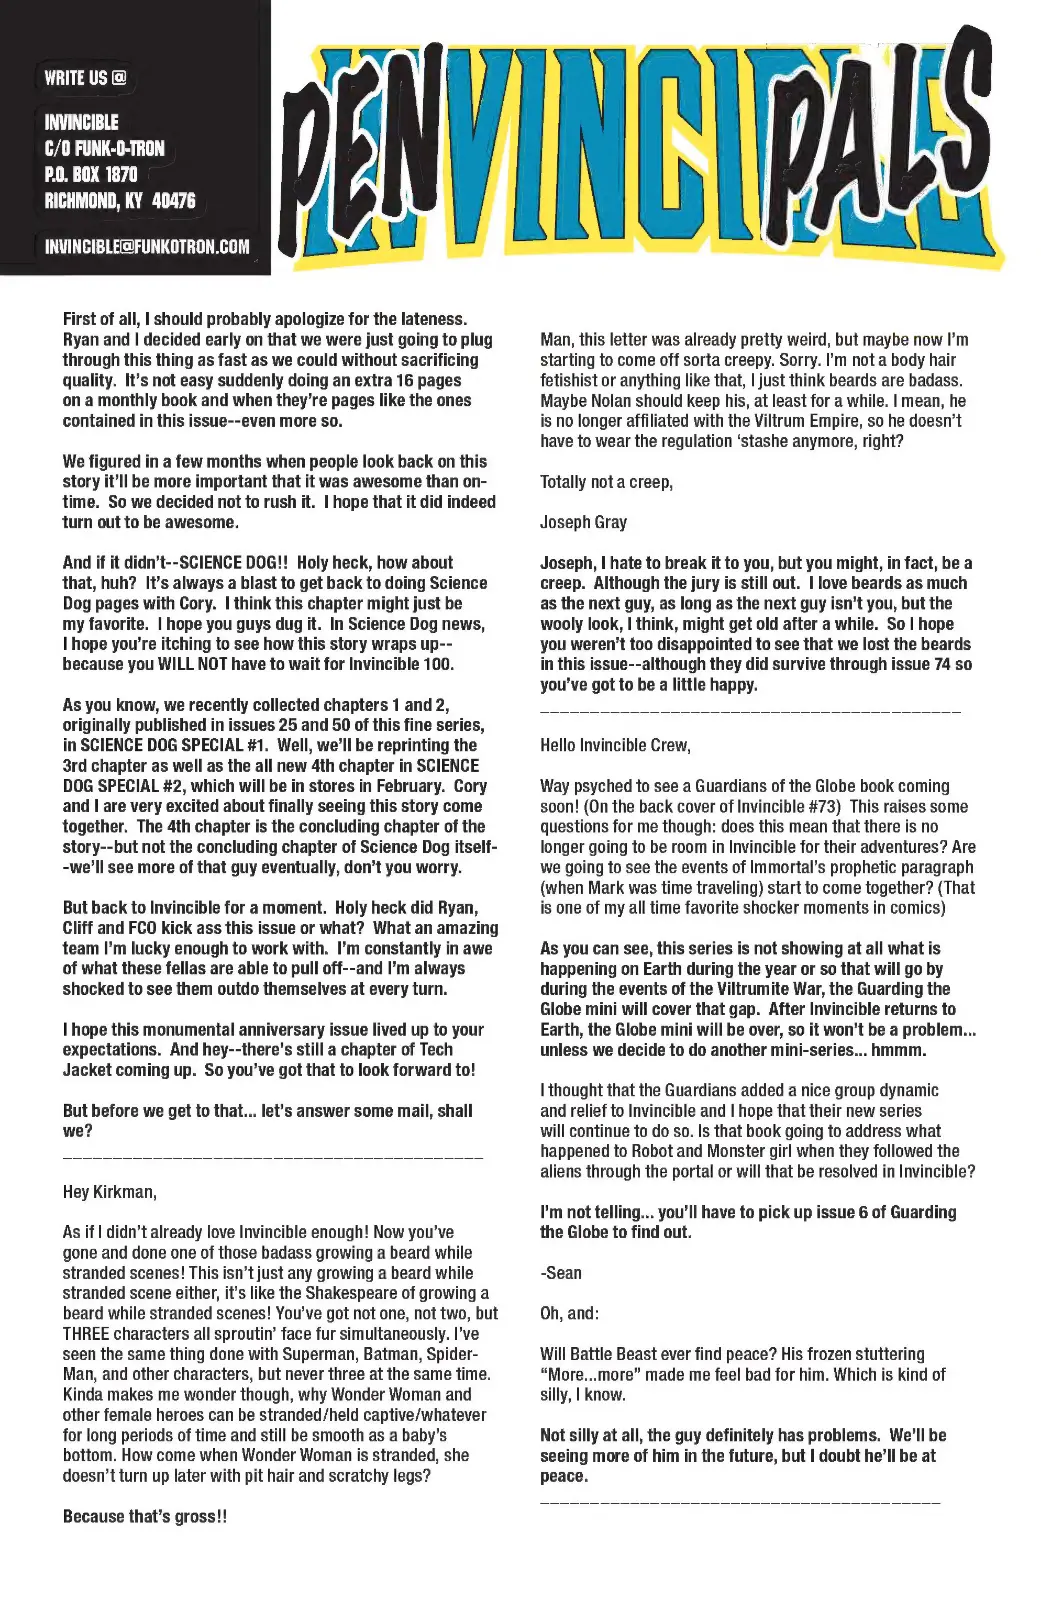 WRITE US @
INVINCIBLE
C/O FUNK-O-TRON
P.O. BOX 1870
RICHMOND, KY 40476
INVINCIBLE@FUNKOTRON.COM
PENVINCIPALS
First of all, I should probably apologize for the lateness.
Ryan and I decided early on that we were just going to plug
through this thing as fast as we could without sacrificing
quality. It's not easy suddenly doing an extra 16 pages
on a monthly book and when they're pages like the ones
contained in this issue--even more so.
We figured in a few months when people look back on this
story it'll be more important that it was awesome than on-
time. So we decided not to rush it. I hope that it did indeed
turn out to be awesome.
And if it didn't--SCIENCE DOG!! Holy heck, how about
that, huh? It's always a blast to get back to doing Science
Dog pages with Cory. I think this chapter might just be
my favorite. I hope you guys dug it. In Science Dog news,
I hope you're itching to see how this story wraps up--
because you WILL NOT have to wait for Invincible 100.
As you know, we recently collected chapters 1 and 2,
originally published in issues 25 and 50 of this fine series,
in SCIENCE DOG SPECIAL #1. Well, we'll be reprinting the
3rd chapter as well as the all new 4th chapter in SCIENCE
DOG SPECIAL #2, which will be in stores in February. Cory
and I are very excited about finally seeing this story come
together. The 4th chapter is the concluding chapter of the
story--but not the concluding chapter of Science Dog itself-
-we'll see more of that guy eventually, don't you worry.
But back to Invincible for a moment. Holy heck did Ryan,
Cliff and FCO kick ass this issue or what? What an amazing
team I'm lucky enough to work with. I'm constantly in awe
of what these fellas are able to pull off--and I'm always
shocked to see them outdo themselves at every turn.
I hope this monumental anniversary issue lived up to your
expectations. And hey--there's still a chapter of Tech
Jacket coming up. So you've got that to look forward to!
But before we get to that... let's answer some mail, shall
we?
Hey Kirkman,
As if I didn't already love Invincible enough! Now you've
gone and done one of those badass growing a beard while
stranded scenes! This isn't just any growing a beard while
stranded scene either, it's like the Shakespeare of growing a
beard while stranded scenes! You've got not one, not two, but
THREE characters all sproutin' face fur simultaneously. I've
seen the same thing done with Superman, Batman, Spider-
Man, and other characters, but never three at the same time.
Kinda makes me wonder though, why Wonder Woman and
other female heroes can be stranded/held captive/whatever
for long periods of time and still be smooth as a baby's
bottom. How come when Wonder Woman is stranded, she
doesn't turn up later with pit hair and scratchy legs?
Because that's gross!!
Man, this letter was already pretty weird, but maybe now I'm
starting to come off sorta creepy. Sorry. I'm not a body hair
fetishist or anything like that, I just think beards are badass.
Maybe Nolan should keep his, at least for a while. I mean, he
is no longer affiliated with the Viltrum Empire, so he doesn't
have to wear the regulation 'stashe anymore, right?
Totally not a creep,
Joseph Gray
Joseph, I hate to break it to you, but you might, in fact, be a
creep. Although the jury is still out. I love beards as much
as the next guy, as long as the next guy isn't you, but the
wooly look, I think, might get old after a while. So I hope
you weren't too disappointed to see that we lost the beards
in this issue--although they did survive through issue 74 so
you've got to be a little happy.
Hello Invincible Crew,
Way psyched to see a Guardians of the Globe book coming
soon! (On the back cover of Invincible #73) This raises some
questions for me though: does this mean that there is no
longer going to be room in Invincible for their adventures? Are
we going to see the events of Immortal's prophetic paragraph
(when Mark was time traveling) start to come together? (That
is one of my all time favorite shocker moments in comics)
As you can see, this series is not showing at all what is
happening on Earth during the year or so that will go by
during the events of the Viltrumite War, the Guarding the
Globe mini will cover that gap. After Invincible returns to
Earth, the Globe mini will be over, so it won't be a problem...
unless we decide to do another mini-series... hmmm.
I thought that the Guardians added a nice group dynamic
and relief to Invincible and I hope that their new series
will continue to do so. Is that book going to address what
happened to Robot and Monster girl when they followed the
aliens through the portal or will that be resolved in Invincible?
I'm not telling... you'll have to pick up issue 6 of Guarding
the Globe to find out.
-Sean
Oh, and:
Will Battle Beast ever find peace? His frozen stuttering
"More...more" made me feel bad for him. Which is kind of
silly, I know.
Not silly at all, the guy definitely has problems. We'll be
seeing more of him in the future, but I doubt he'll be at
peace.